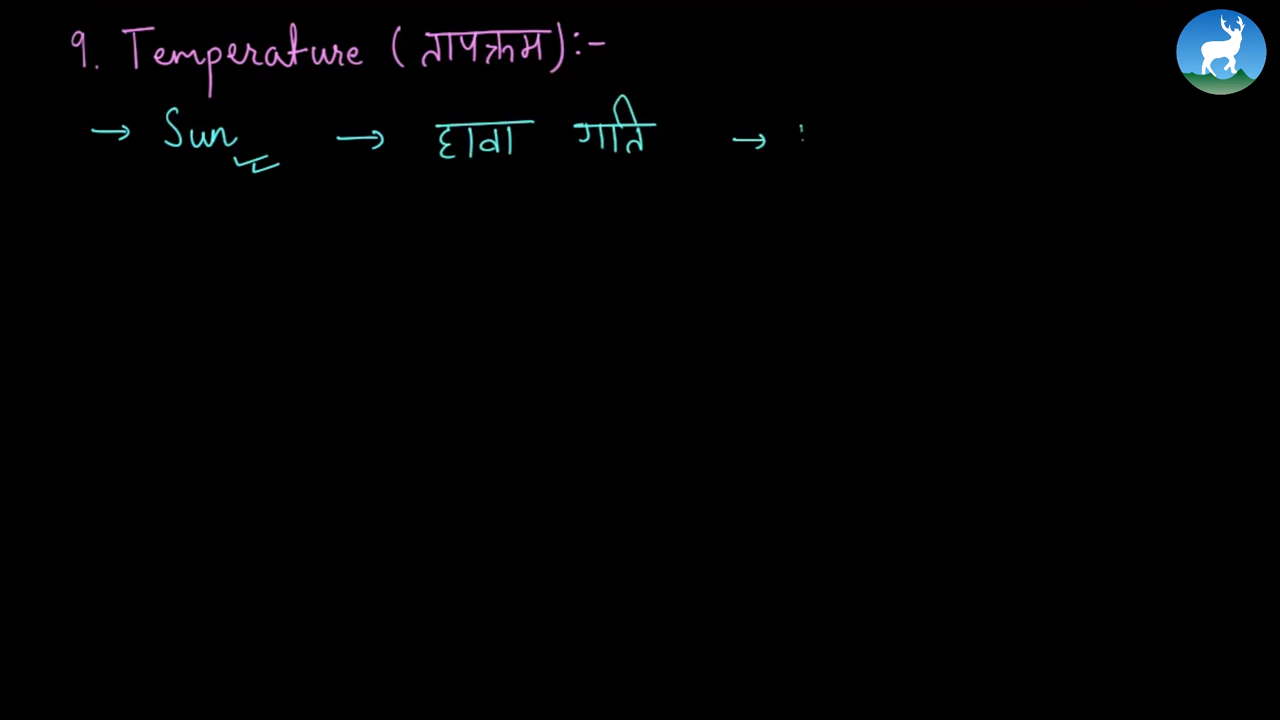 9. Temperature (तापक्रम):-
→ Sun → हावा गति →